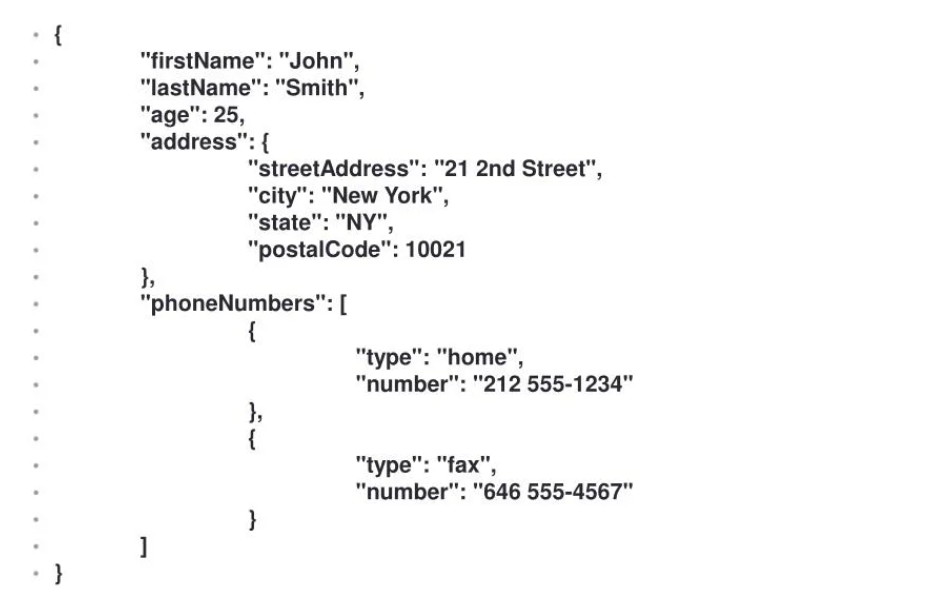 {
"firstName": "John",
"lastName": "Smith",
"age": 25,
"address": {
"streetAddress": "21 2nd Street",
"city": "New York",
"state": "NY",
"postalCode": 10021
},
"phoneNumbers": [
{
"type": "home",
"number": "212 555-1234"
},
{
"type": "fax",
"number": "646 555-4567"
}
]
}